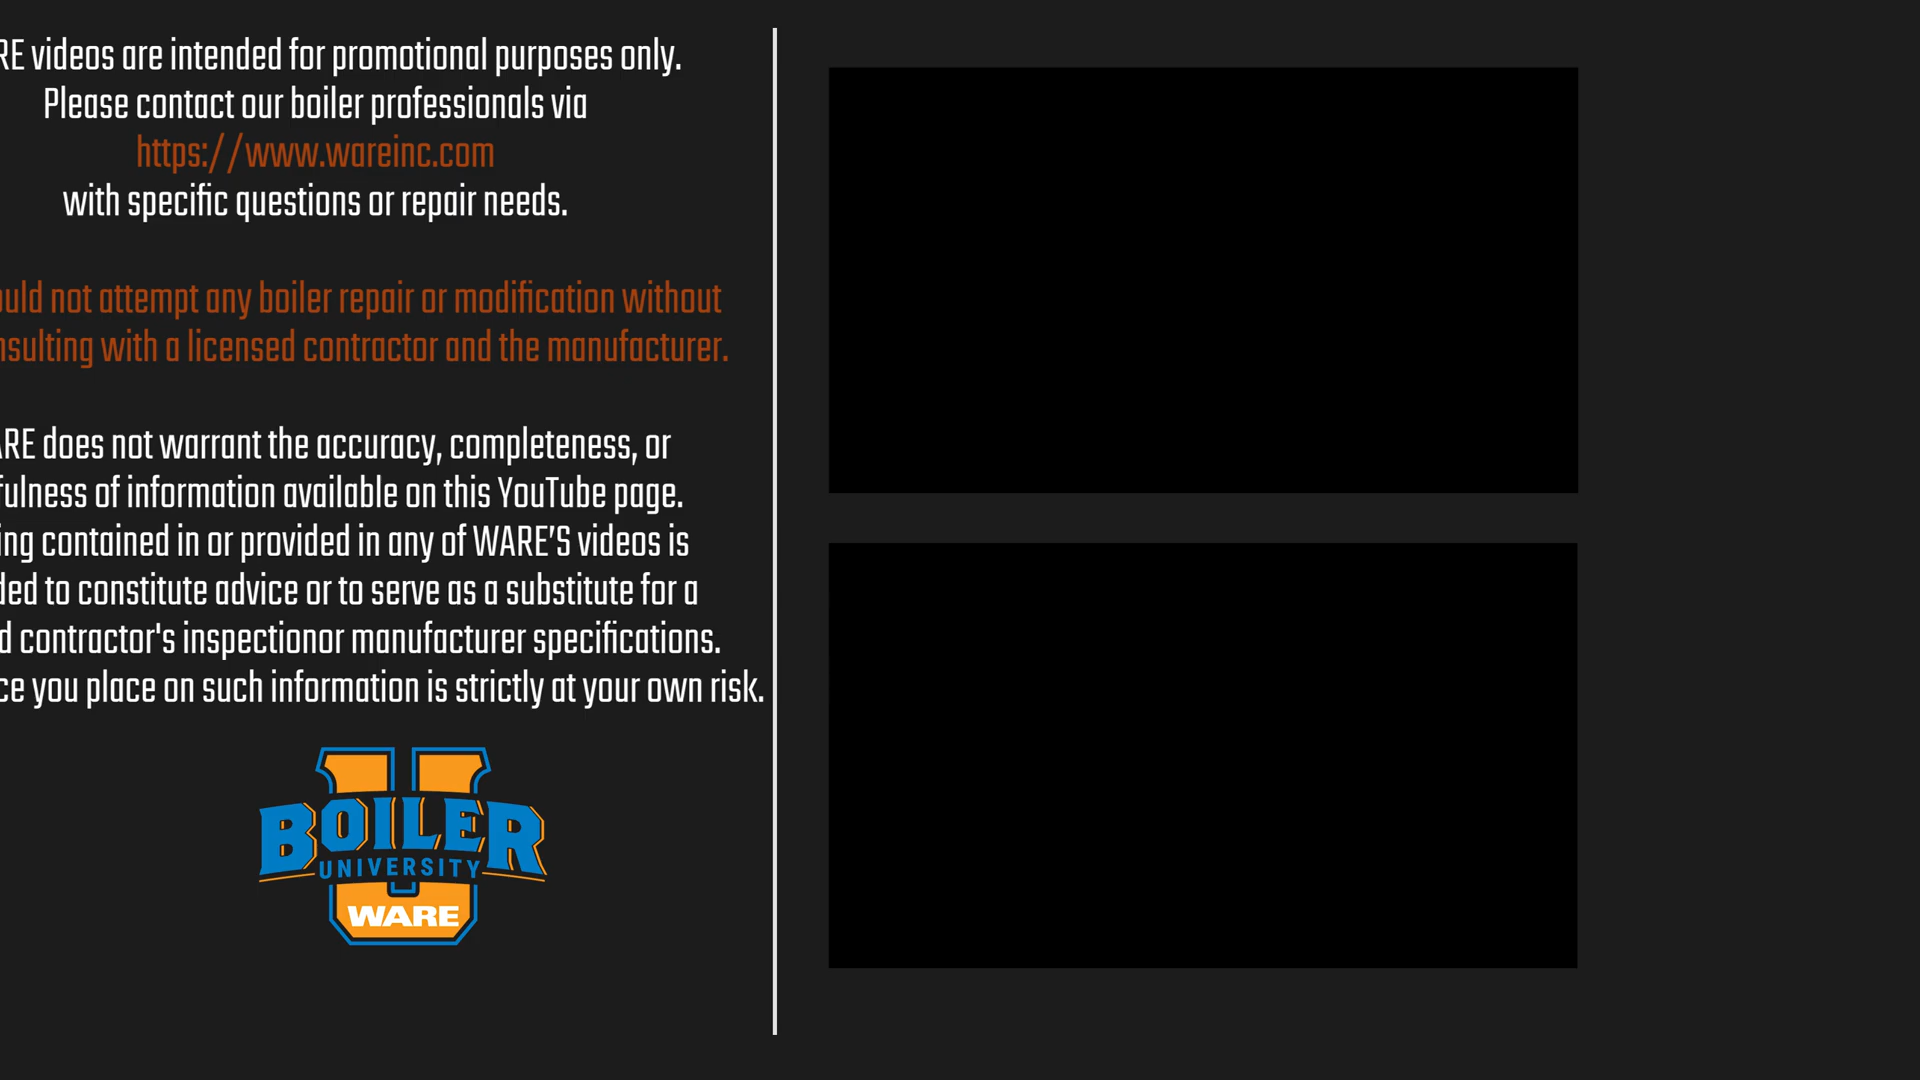 RE videos are intended for promotional purposes only.
Please contact our boiler professionals via
https://www.wareinc.com
with specific questions or repair needs.
ould not attempt any boiler repair or modification without
nsulting with a licensed contractor and the manufacturer.
ARE does not warrant the accuracy, completeness, or
fulness of information available on this YouTube page.
ing contained in or provided in any of WARE'S videos is
ded to constitute advice or to serve as a substitute for a
d contractor's inspectionor manufacturer specifications.
ce you place on such information is strictly at your own risk.
U
BOILER
UNIVERSITY
WARE